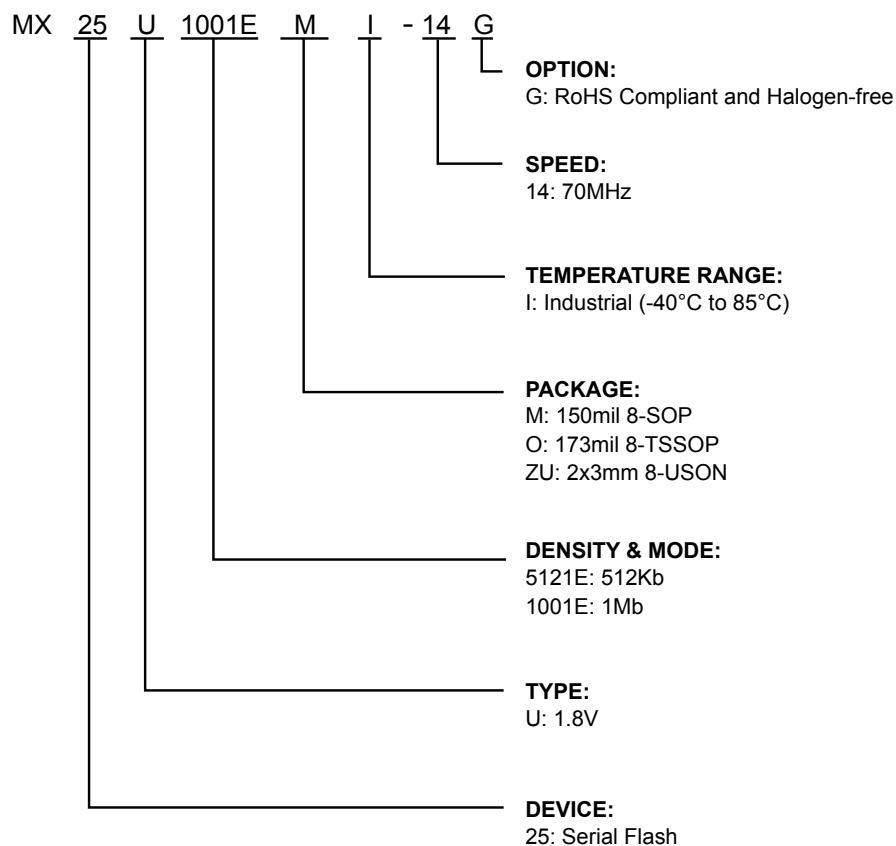 MX 25 U 1001E M I - 14 G
OPTION:
G: RoHS Compliant and Halogen-free
SPEED:
14: 70MHz
TEMPERATURE RANGE:
I: Industrial (-40°C to 85°C)
PACKAGE:
M: 150mil 8-SOP
O: 173mil 8-TSSOP
ZU: 2x3mm 8-USON
DENSITY & MODE:
5121E: 512Kb
1001E: 1Mb
TYPE:
U: 1.8V
DEVICE:
25: Serial Flash